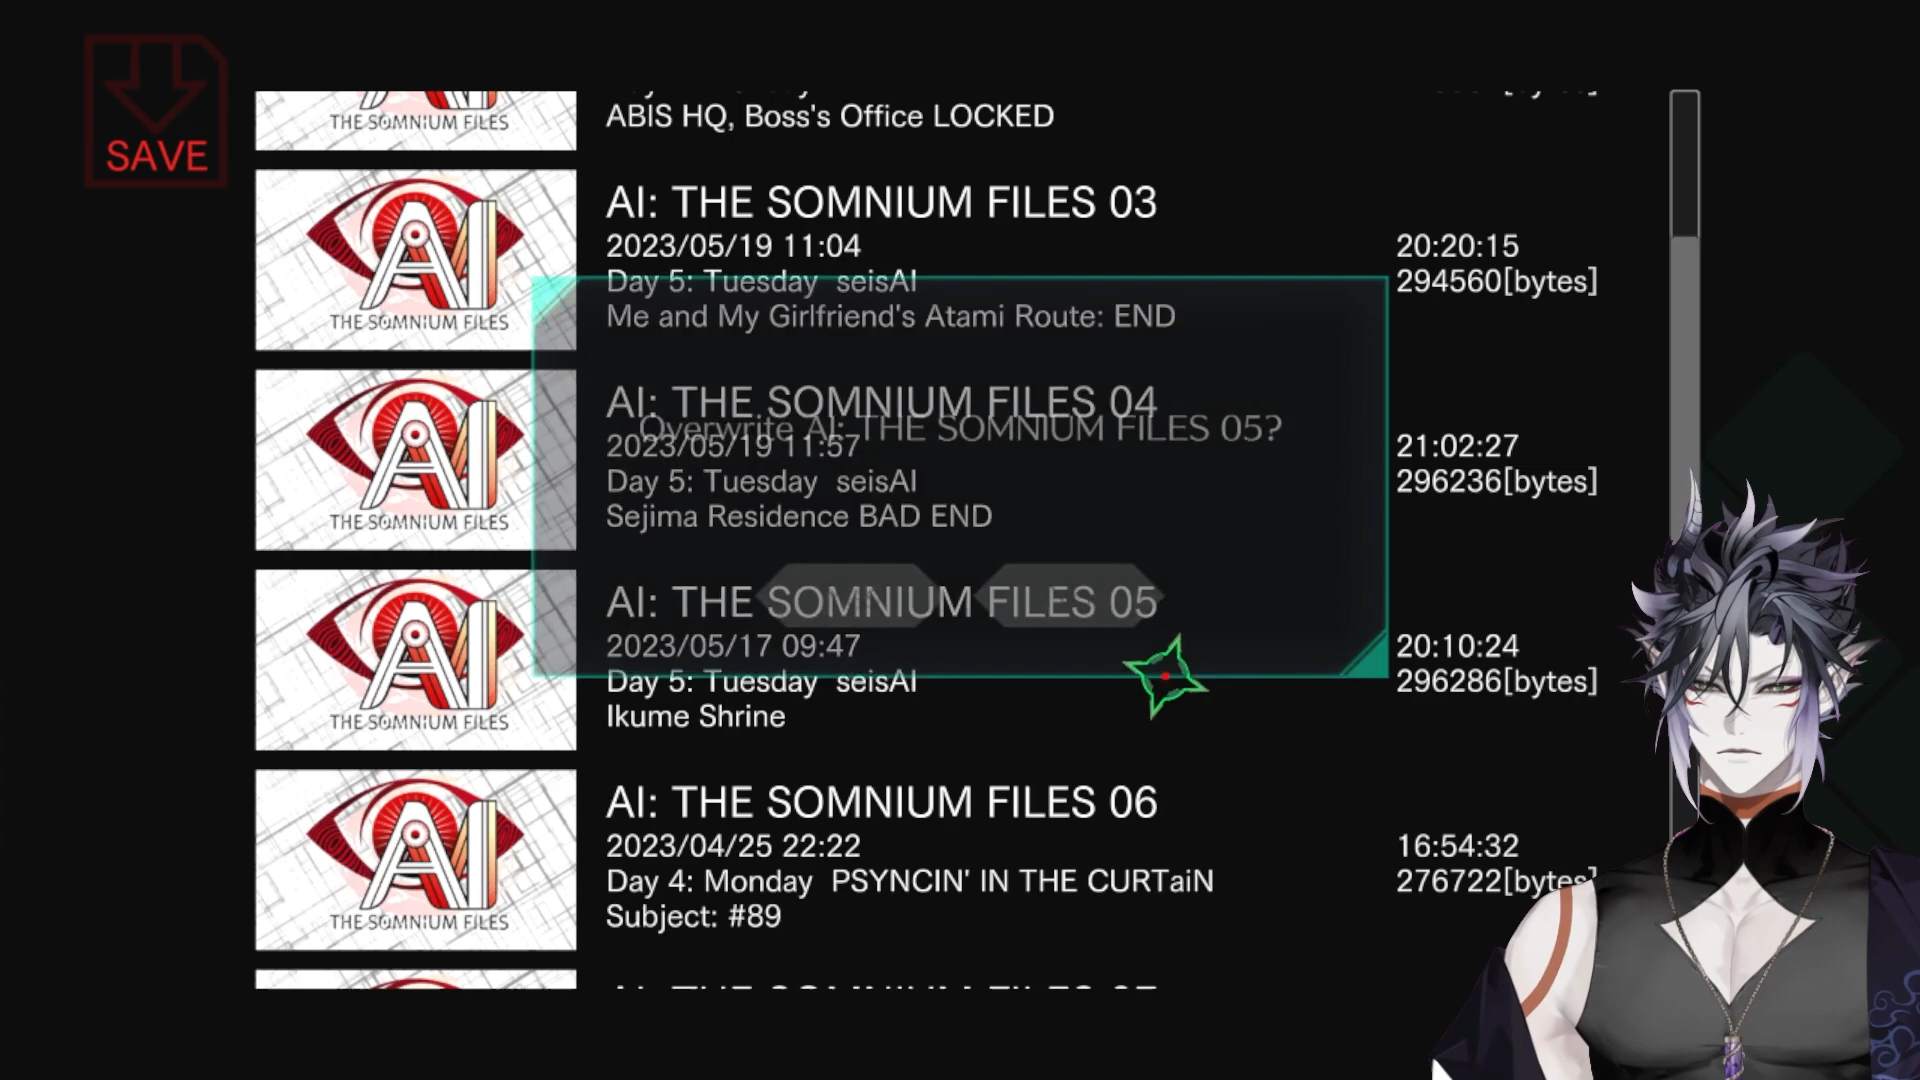 SAVE
THE SOMNIUM FILES
ABIS HQ, Boss's Office LOCKED
AI
THE SOMNIUM FILES
AI: THE SOMNIUM FILES 03
2023/05/19 11:04
20:20:15
Day 5: Tuesday seisAI
294560[bytes]
Me and My Girlfriend's Atami Route: END
AI
THE SOMNIUM FILES
AI: THE SOMNIUM FILES 04
Overwrite AI: THE SOMNIUM FILES 05?
2023/05/19 11:57
21:02:27
Day 5: Tuesday seisAI
296236[bytes]
Sejima Residence BAD END
AI
THE SOMNIUM FILES
AI: THE SOMNIUM FILES 05
2023/05/17 09:47
20:10:24
Day 5: Tuesday seisAI
296286[bytes]
Ikume Shrine
AI
THE SOMNIUM FILES
AI: THE SOMNIUM FILES 06
2023/04/25 22:22
16:54:32
Day 4: Monday PSYNCIN' IN THE CURTaiN
276722[bytes]
Subject: #89